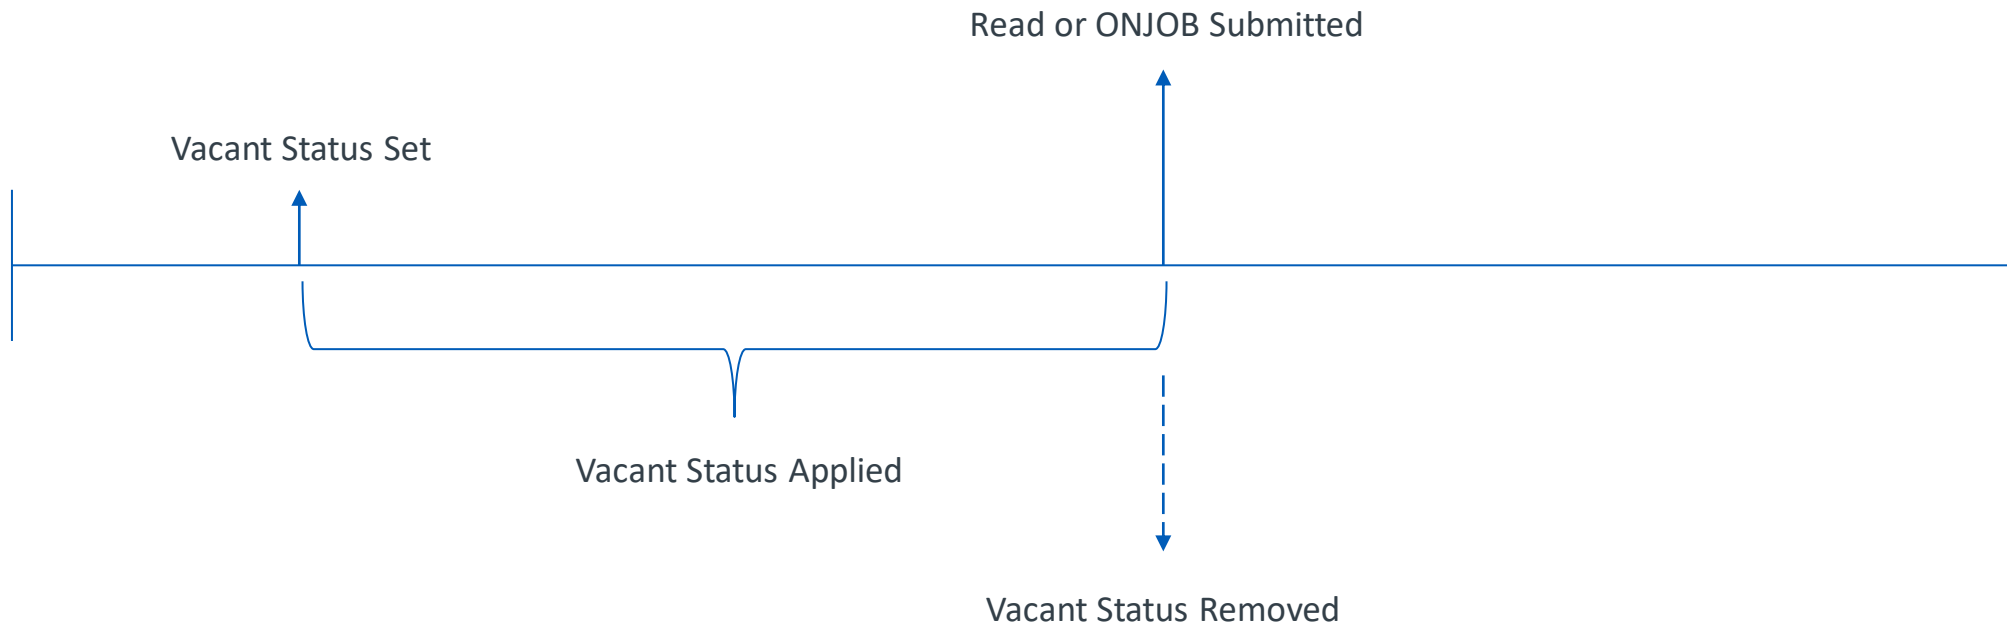 Read or ONJOB Submitted
Vacant Status Set
Vacant Status Applied
Vacant Status Removed